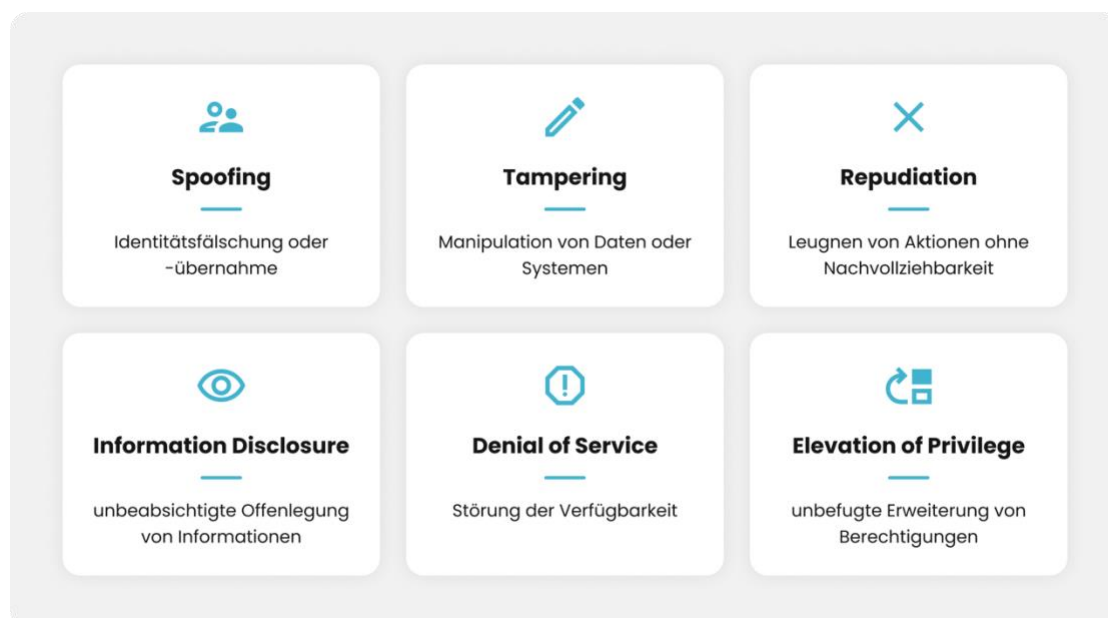 Spoofing
Identitätsfälschung oder
-übernahme
Tampering
Manipulation von Daten oder
Systemen
Repudiation
Leugnen von Aktionen ohne
Nachvollziehbarkeit
Information Disclosure
unbeabsichtigte Offenlegung
von Informationen
Denial of Service
Störung der Verfügbarkeit
Elevation of Privilege
unbefugte Erweiterung von
Berechtigungen